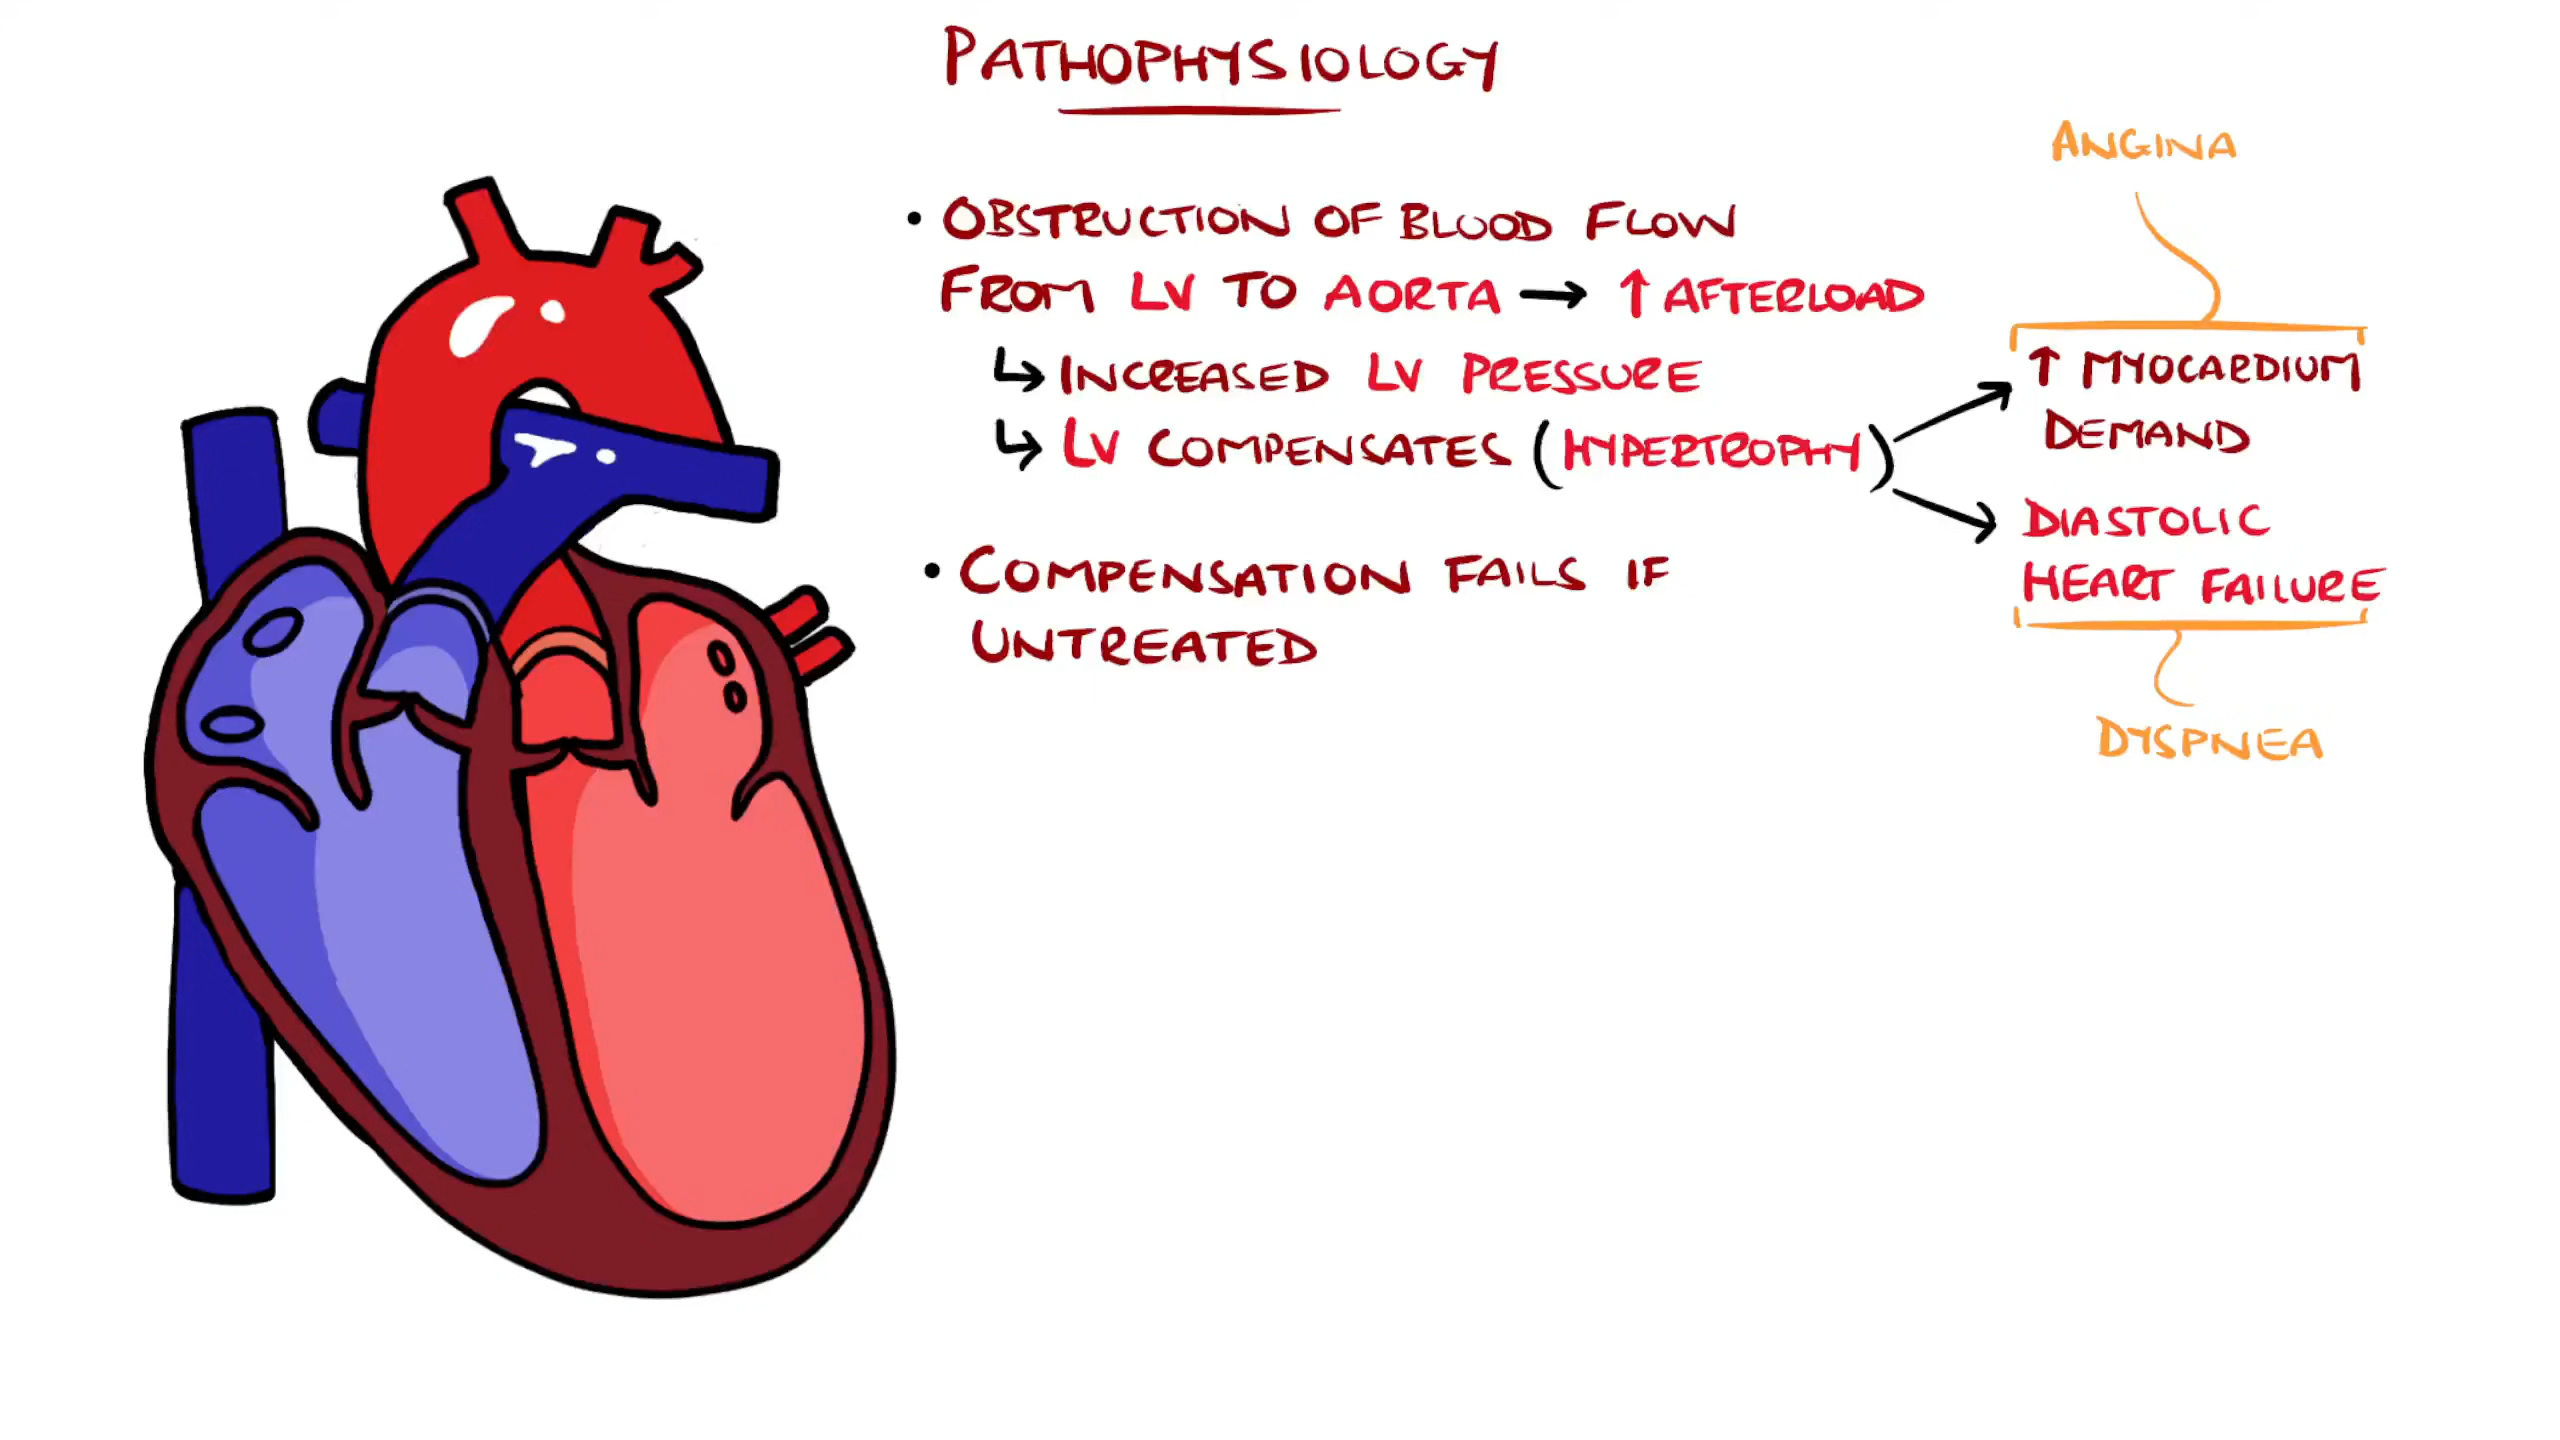 PATHOPHYSIOLOGY
• OBSTRUCTION OF BLOOD FLOW
FROM LV TO AORTA → ↑ AFTERLOAD
↳ INCREASED LV PRESSURE
↳ LV COMPENSATES (HYPERTROPHY)
• COMPENSATION FAILS IF
UNTREATED
ANGINA
↑ MYOCARDIUM
DEMAND
DIASTOLIC
HEART FAILURE
DYSPNEA